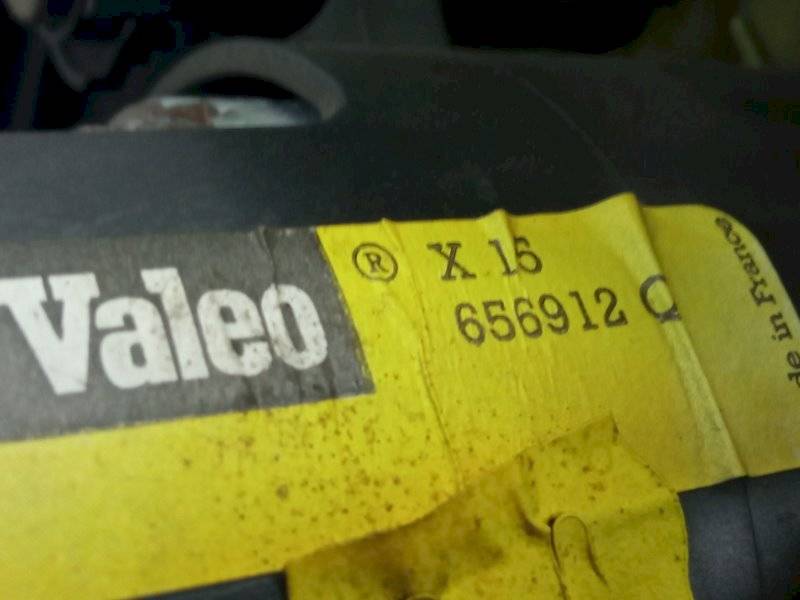 Valeo ® X 15
656912 Q
de in France